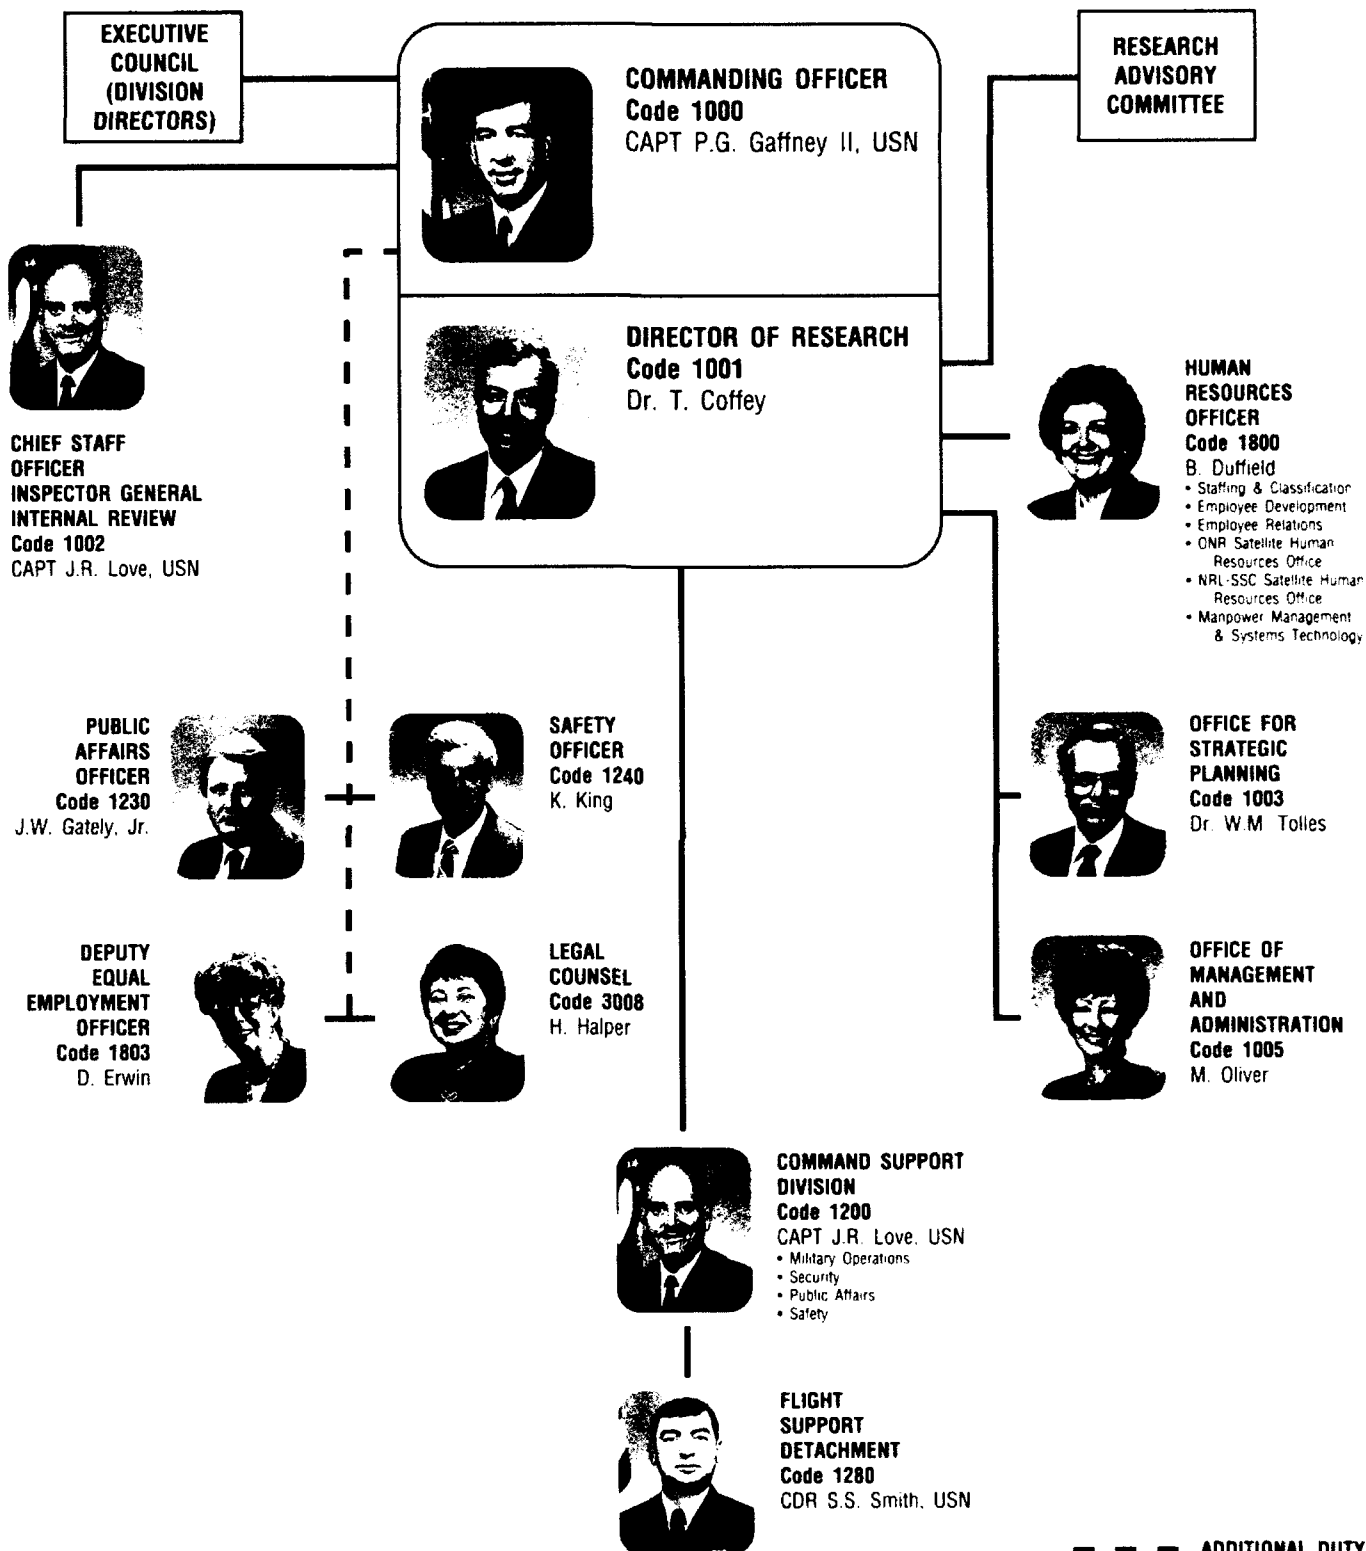 EXECUTIVE
COUNCIL
(DIVISION
DIRECTORS)
COMMANDING OFFICER
Code 1000
CAPT P.G. Gaffney II, USN
RESEARCH
ADVISORY
COMMITTEE
DIRECTOR OF RESEARCH
Code 1001
Dr. T. Coffey
CHIEF STAFF
OFFICER
INSPECTOR GENERAL
INTERNAL REVIEW
Code 1002
CAPT J.R. Love, USN
HUMAN
RESOURCES
OFFICER
Code 1800
B. Duffield
• Staffing & Classification
• Employee Development
• Employee Relations
• ONR Satellite Human
Resources Office
• NRL-SSC Satellite Human
Resources Office
• Manpower Management
& Systems Technology
PUBLIC
AFFAIRS
OFFICER
Code 1230
J.W. Gately, Jr.
SAFETY
OFFICER
Code 1240
K. King
OFFICE FOR
STRATEGIC
PLANNING
Code 1003
Dr. W.M Tolles
DEPUTY
EQUAL
EMPLOYMENT
OFFICER
Code 1803
D. Erwin
LEGAL
COUNSEL
Code 3008
H. Halper
OFFICE OF
MANAGEMENT
AND
ADMINISTRATION
Code 1005
M. Oliver
COMMAND SUPPORT
DIVISION
Code 1200
CAPT J.R. Love, USN
• Military Operations
• Security
• Public Affairs
• Safety
FLIGHT
SUPPORT
DETACHMENT
Code 1280
CDR S.S. Smith, USN
ADDITIONAL DUTY